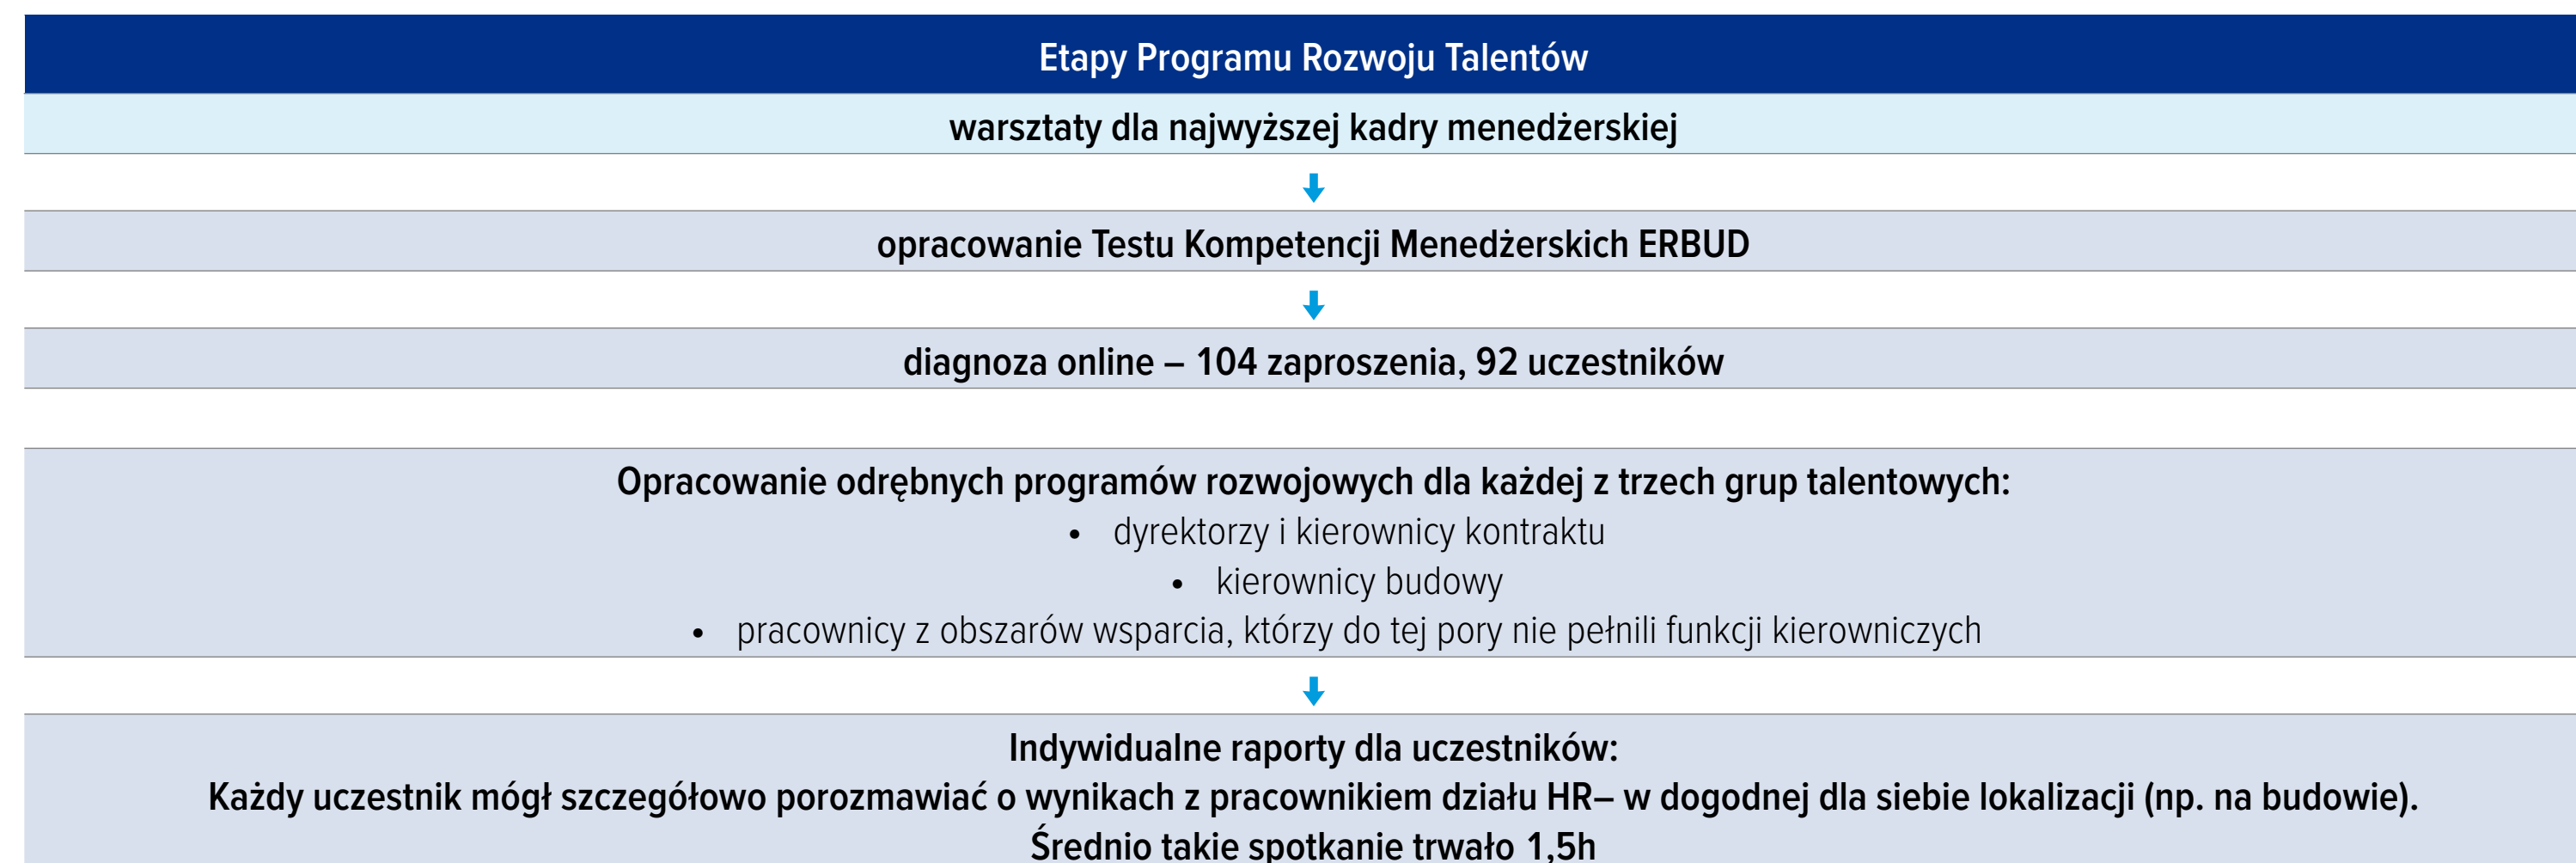 Etapy Programu Rozwoju Talentów
warsztaty dla najwyższej kadry menedżerskiej
opracowanie Testu Kompetencji Menedżerskich ERBUD
diagnoza online – 104 zaproszenia, 92 uczestników
Opracowanie odrębnych programów rozwojowych dla każdej z trzech grup talentowych:
• dyrektorzy i kierownicy kontraktu
• kierownicy budowy
• pracownicy z obszarów wsparcia, którzy do tej pory nie pełnili funkcji kierowniczych
Indywidualne raporty dla uczestników:
Każdy uczestnik mógł szczegółowo porozmawiać o wynikach z pracownikiem działu HR– w dogodnej dla siebie lokalizacji (np. na budowie).
Średnio takie spotkanie trwało 1,5h